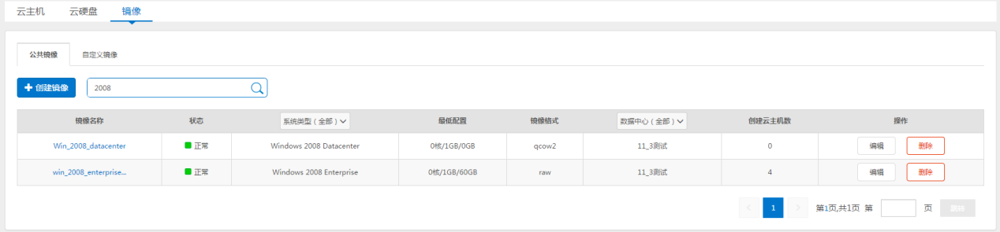 云主机 云硬盘 镜像
公共镜像 自定义镜像
创建镜像 2008
镜像名称 状态 系统类型（全部） 最低配置 镜像格式 数据中心（全部） 创建云主机数 操作
Win_2008_datacenter 正常 Windows 2008 Datacenter 0核/1GB/0GB qcow2 11_3测试 0 编辑 删除
win_2008_enterprise... 正常 Windows 2008 Enterprise 0核/1GB/60GB raw 11_3测试 4 编辑 删除
1 第1页,共1页 第 页 跳转